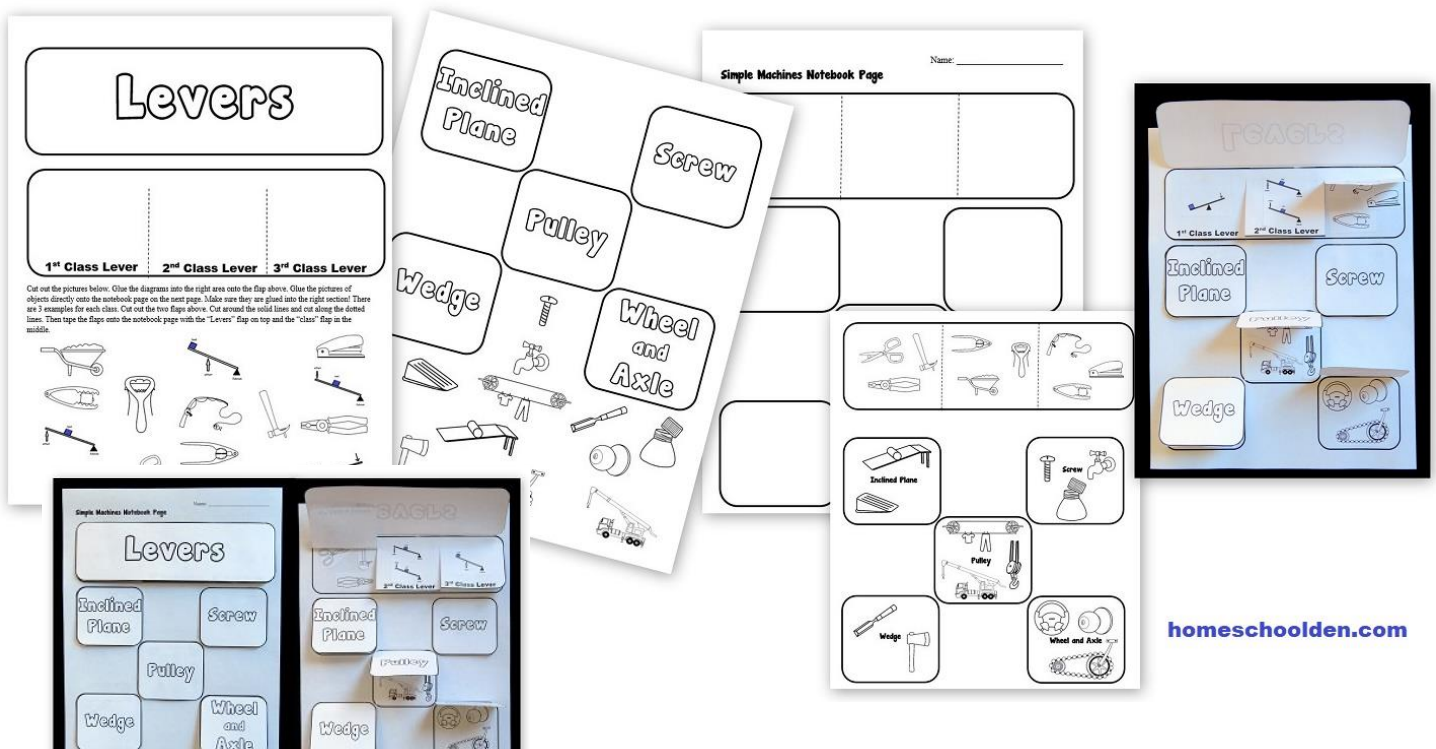 Levers
1st Class Lever 2nd Class Lever 3rd Class Lever
Cut out the pictures below. Glue the diagrams into the right area onto the flap above. Glue the pictures of
objects directly onto the notebook page on the next page. Make sure they are glued into the right section! There
are 3 examples for each class. Cut out the two flaps above. Cut around the solid lines and cut along the dotted
lines. Then tape the flaps onto the notebook page with the “Levers” flap on top and the “class” flap in the
middle.
Inclined
Plane
Screw
Pulley
Wedge
Wheel
and
Axle
Name:
Simple Machines Notebook Page
Levers
1st Class Lever 2nd Class Lever
Inclined
Plane
Screw
Pulley
Wedge
Inclined Plane
Screw
Pulley
Wedge
Wheel and Axle
Name:
Simple Machines Notebook Page
Levers
Inclined
Plane
Screw
Pulley
Wedge
Wheel
and
Axle
Levers
2nd Class Lever 3rd Class Lever
Inclined
Plane
Screw
Pulley
Wedge
homeschoolden.com